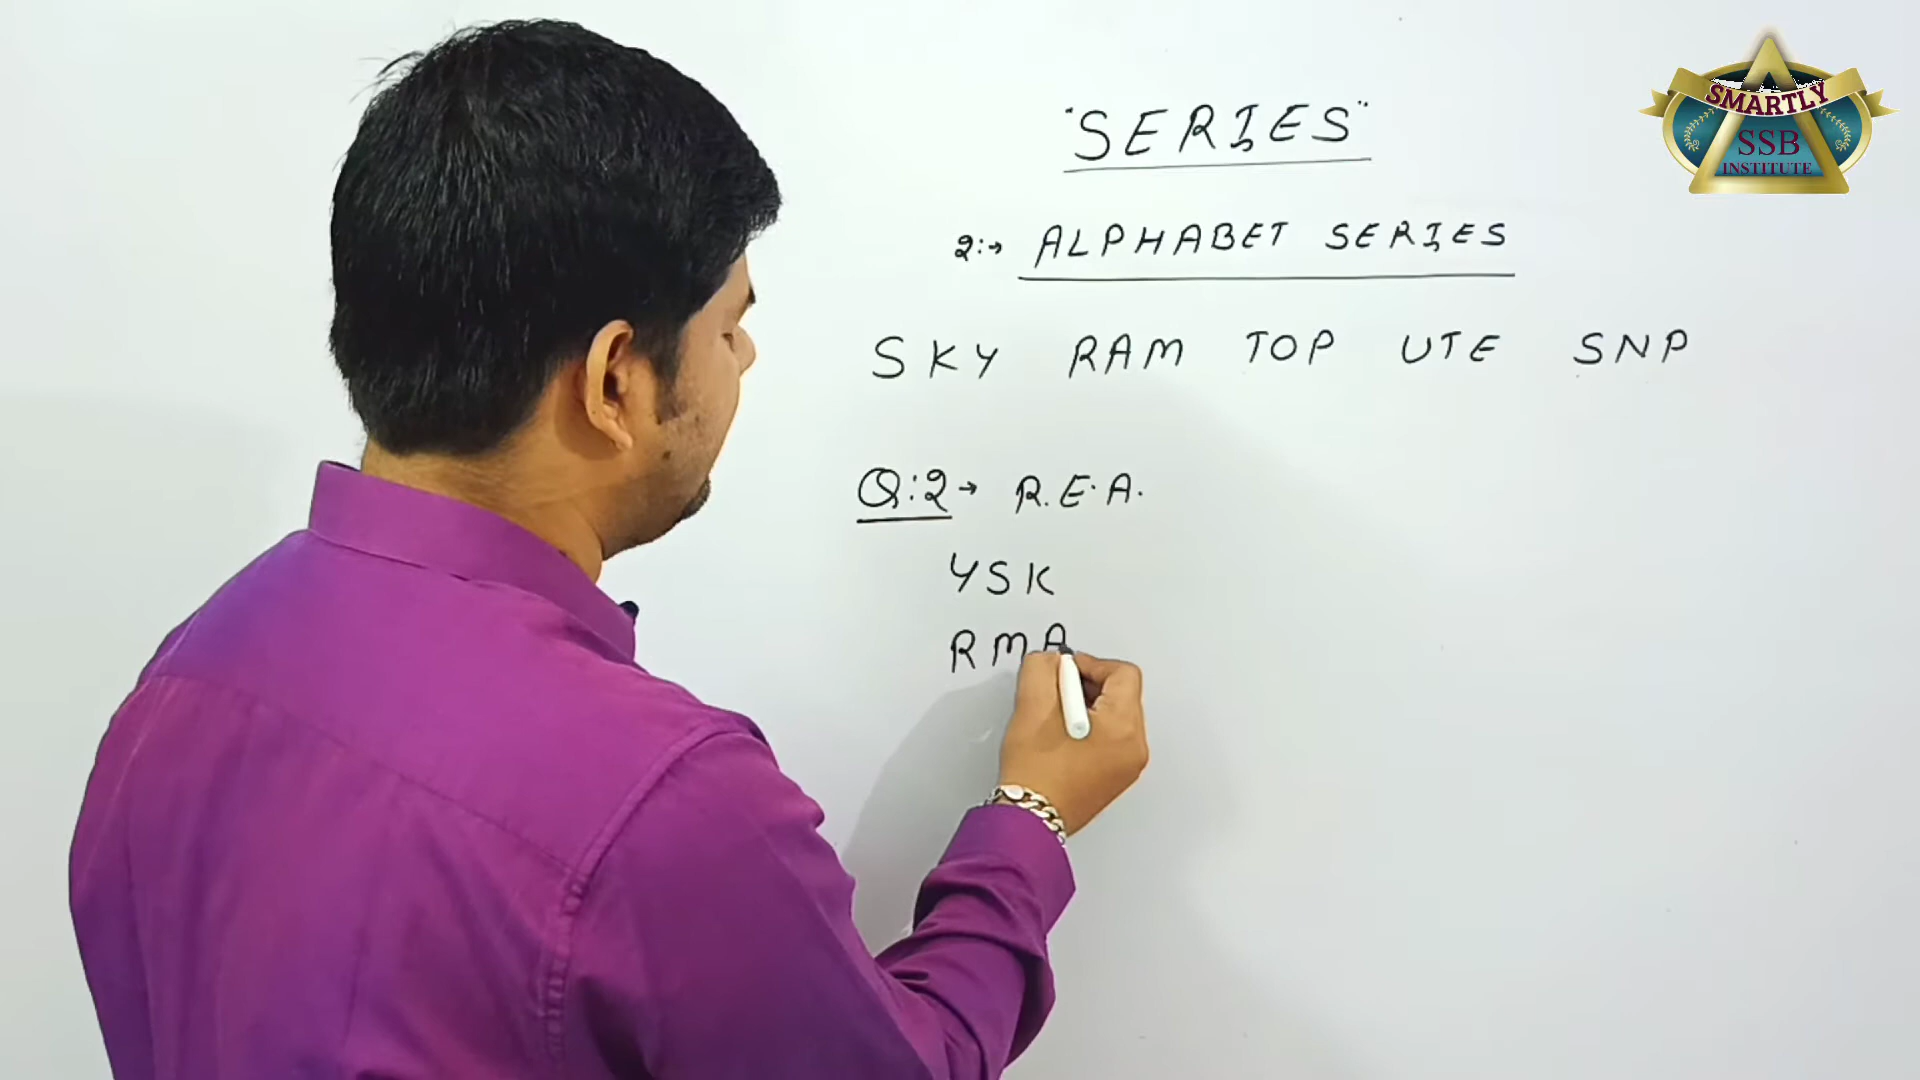 "SERIES"
2:→ ALPHABET SERIES
SKY RAM TOP UTE SNP
Q:2→ R.E.A.
YSK
RMA
SMARTLY
SSB
INSTITUTE